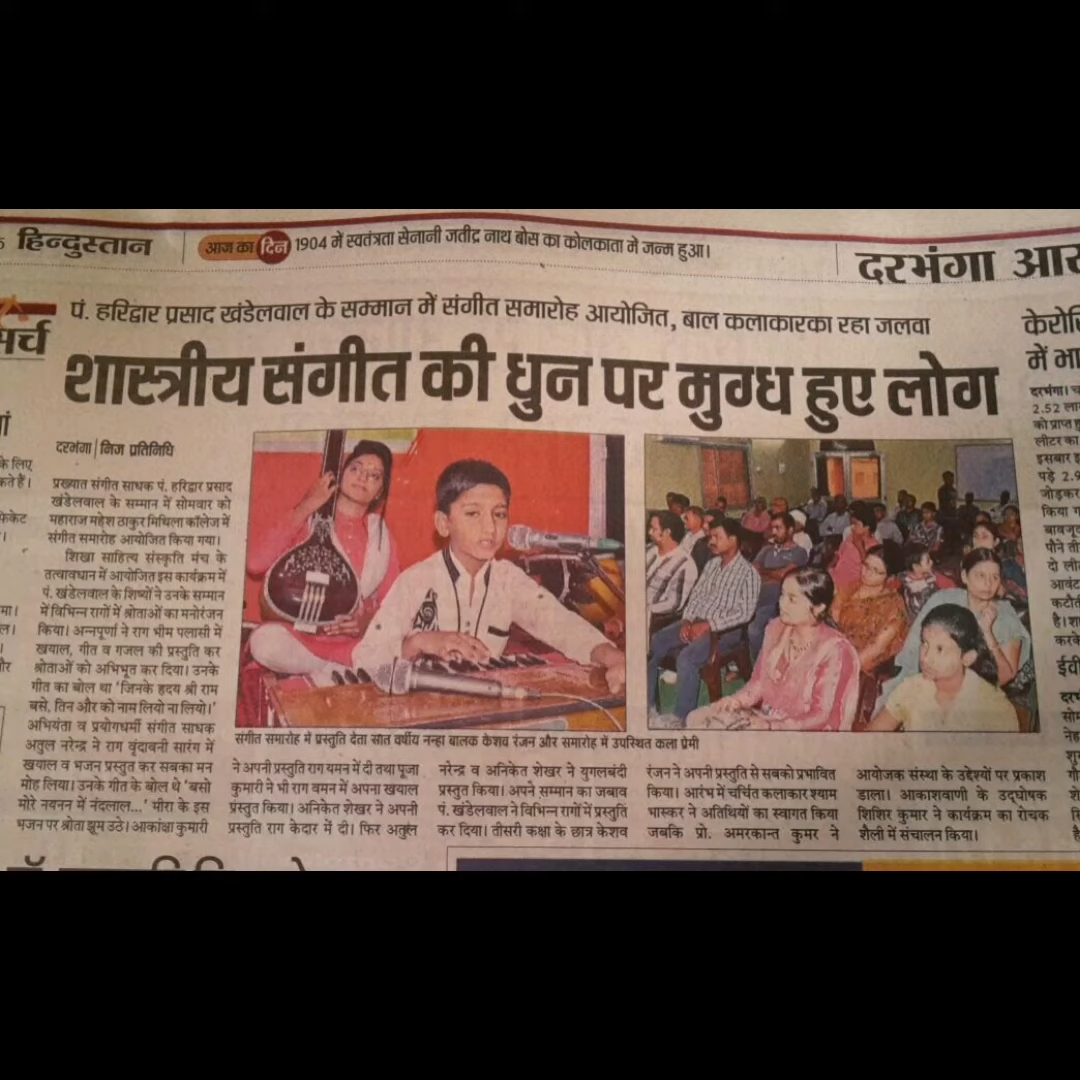 हिन्दुस्तान
आज का दिन 1904 में स्वतंत्रता सेनानी जतीद्र नाथ बोस का कोलकाता में जन्म हुआ।
दरभंगा
पं. हरिद्वार प्रसाद खंडेलवाल के सम्मान में संगीत समारोह आयोजित, बाल कलाकारका रहा जलवा
शास्त्रीय संगीत की धुन पर मुग्ध हुए लोग
दरभंगा | निज प्रतिनिधि
प्रख्यात संगीत साधक पं. हरिद्वार प्रसाद
खंडेलवाल के सम्मान में सोमवार को
महाराज महेश ठाकुर मिथिला कॉलेज में
संगीत समारोह आयोजित किया गया।
शिखा साहित्य संस्कृति मंच के
तत्वावधान में आयोजित इस कार्यक्रम में
पं. खंडेलवाल के शिष्यों ने उनके सम्मान
में विभिन्न रागों में श्रोताओं का मनोरंजन
किया। अन्नपूर्णा ने राग भीम पलासी में
खयाल, गीत व गजल की प्रस्तुति कर
श्रोताओं को अभिभूत कर दिया। उनके
गीत का बोल था 'जिनके हृदय श्री राम
बसे, तिन और को नाम लियो ना लियो।'
अभियंता व प्रयोगधर्मी संगीत साधक
अतुल नरेन्द्र ने राग वृंदावनी सारंग में
खयाल व भजन प्रस्तुत कर सबका मन
मोह लिया। उनके गीत के बोल थे 'बसो
मोरे नयनन में नंदलाल...' मीरा के इस
भजन पर श्रोता झूम उठे। आकांक्षा कुमारी
संगीत समारोह में प्रस्तुति देता सात वर्षीय नन्हा बालक केशव रंजन और समारोह में उपस्थित कला प्रेमी
ने अपनी प्रस्तुति राग यमन में दी तथा पूजा
कुमारी ने भी राग यमन में अपना खयाल
प्रस्तुत किया। अनिकेत शेखर ने अपनी
प्रस्तुति राग केदार में दी। फिर अतुल
नरेन्द्र व अनिकेत शेखर ने युगलबंदी
प्रस्तुत किया। अपने सम्मान का जबाव
पं. खंडेलवाल ने विभिन्न रागों में प्रस्तुति
कर दिया। तीसरी कक्षा के छात्र केशव
रंजन ने अपनी प्रस्तुति से सबको प्रभावित
किया। आरंभ में चर्चित कलाकार श्याम
भास्कर ने अतिथियों का स्वागत किया
जबकि प्रो. अमरकान्त कुमर ने
आयोजक संस्था के उद्देश्यों पर प्रकाश
डाला। आकाशवाणी के उद्घोषक
शिशिर कुमार ने कार्यक्रम का रोचक
शैली में संचालन किया।
में भा
दरभंगा।
को प्राप्त
लीटर का
इसबार
जोड़कर
किया